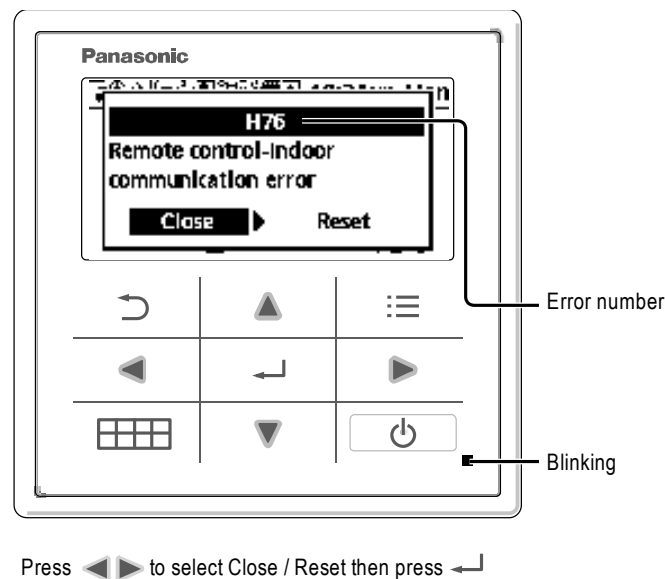 Panasonic
H76
Remote control-Indoor
communication error
Close Reset
Error number
Blinking
Press to select Close / Reset then press